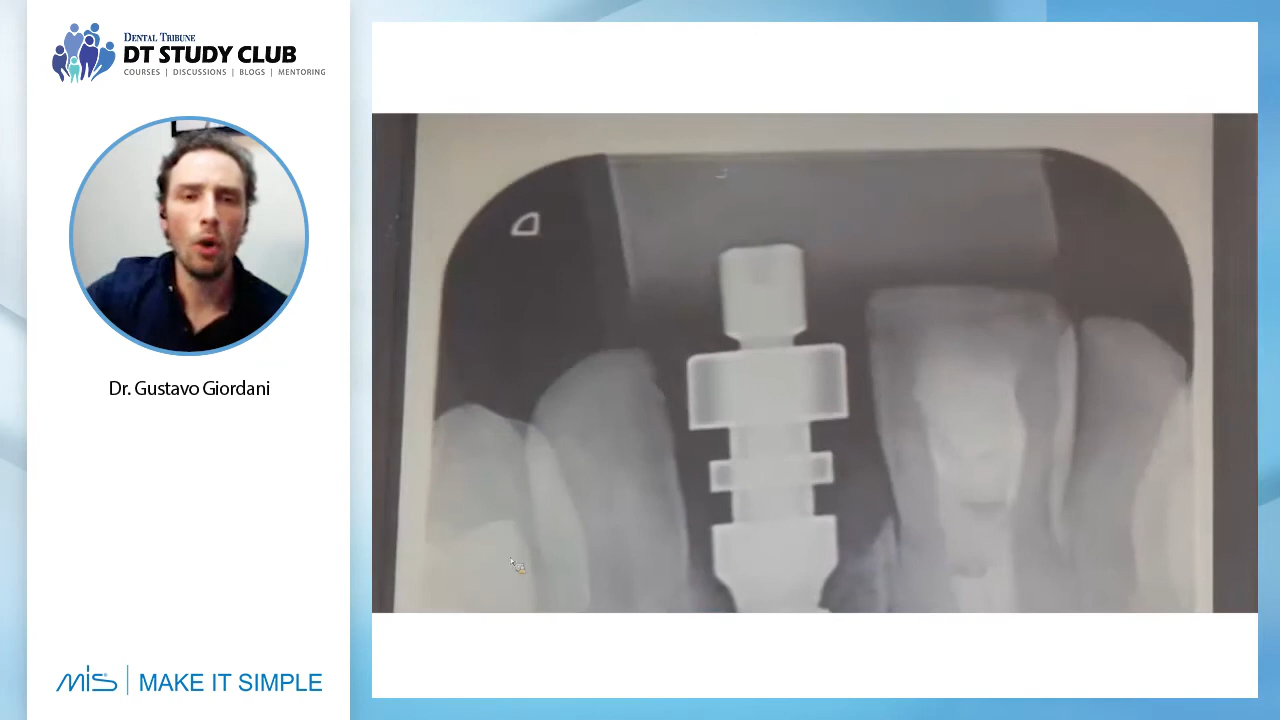 DENTAL TRIBUNE
DT STUDY CLUB
COURSES | DISCUSSIONS | BLOGS | MENTORING
Dr. Gustavo Giordani
mis | MAKE IT SIMPLE